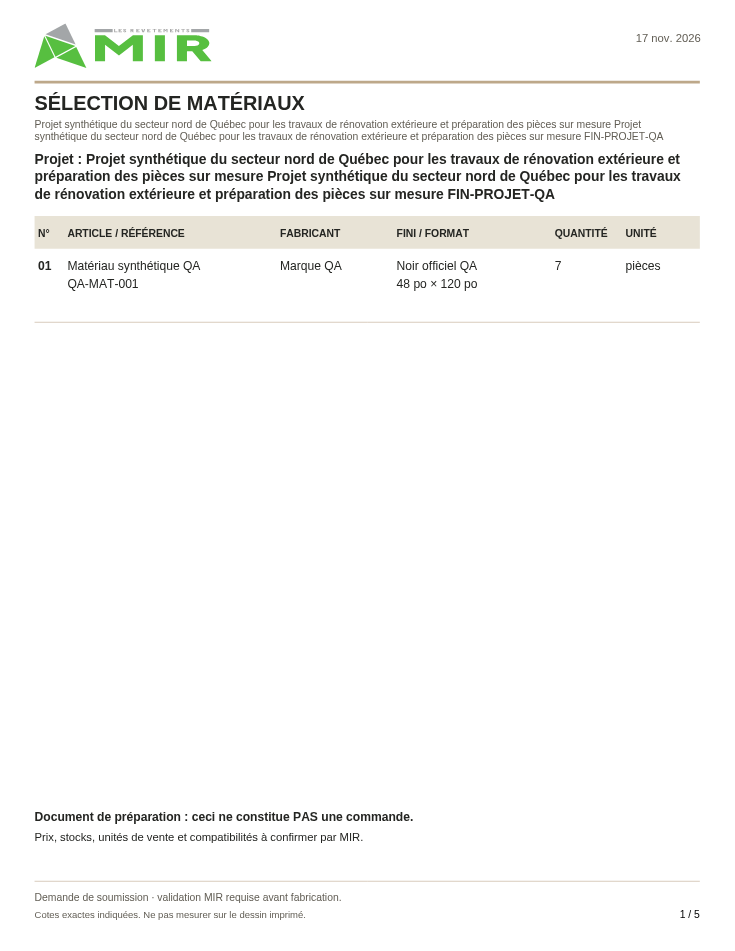 LES REVÊTEMENTS
MIR
17 nov. 2026
SÉLECTION DE MATÉRIAUX
Projet synthétique du secteur nord de Québec pour les travaux de rénovation extérieure et préparation des pièces sur mesure Projet
synthétique du secteur nord de Québec pour les travaux de rénovation extérieure et préparation des pièces sur mesure FIN-PROJET-QA
Projet : Projet synthétique du secteur nord de Québec pour les travaux de rénovation extérieure et
préparation des pièces sur mesure Projet synthétique du secteur nord de Québec pour les travaux
de rénovation extérieure et préparation des pièces sur mesure FIN-PROJET-QA
N° ARTICLE / RÉFÉRENCE FABRICANT FINI / FORMAT QUANTITÉ UNITÉ
01 Matériau synthétique QA Marque QA Noir officiel QA 7 pièces
QA-MAT-001 48 po × 120 po
Document de préparation : ceci ne constitue PAS une commande.
Prix, stocks, unités de vente et compatibilités à confirmer par MIR.
Demande de soumission · validation MIR requise avant fabrication.
Cotes exactes indiquées. Ne pas mesurer sur le dessin imprimé.
1 / 5